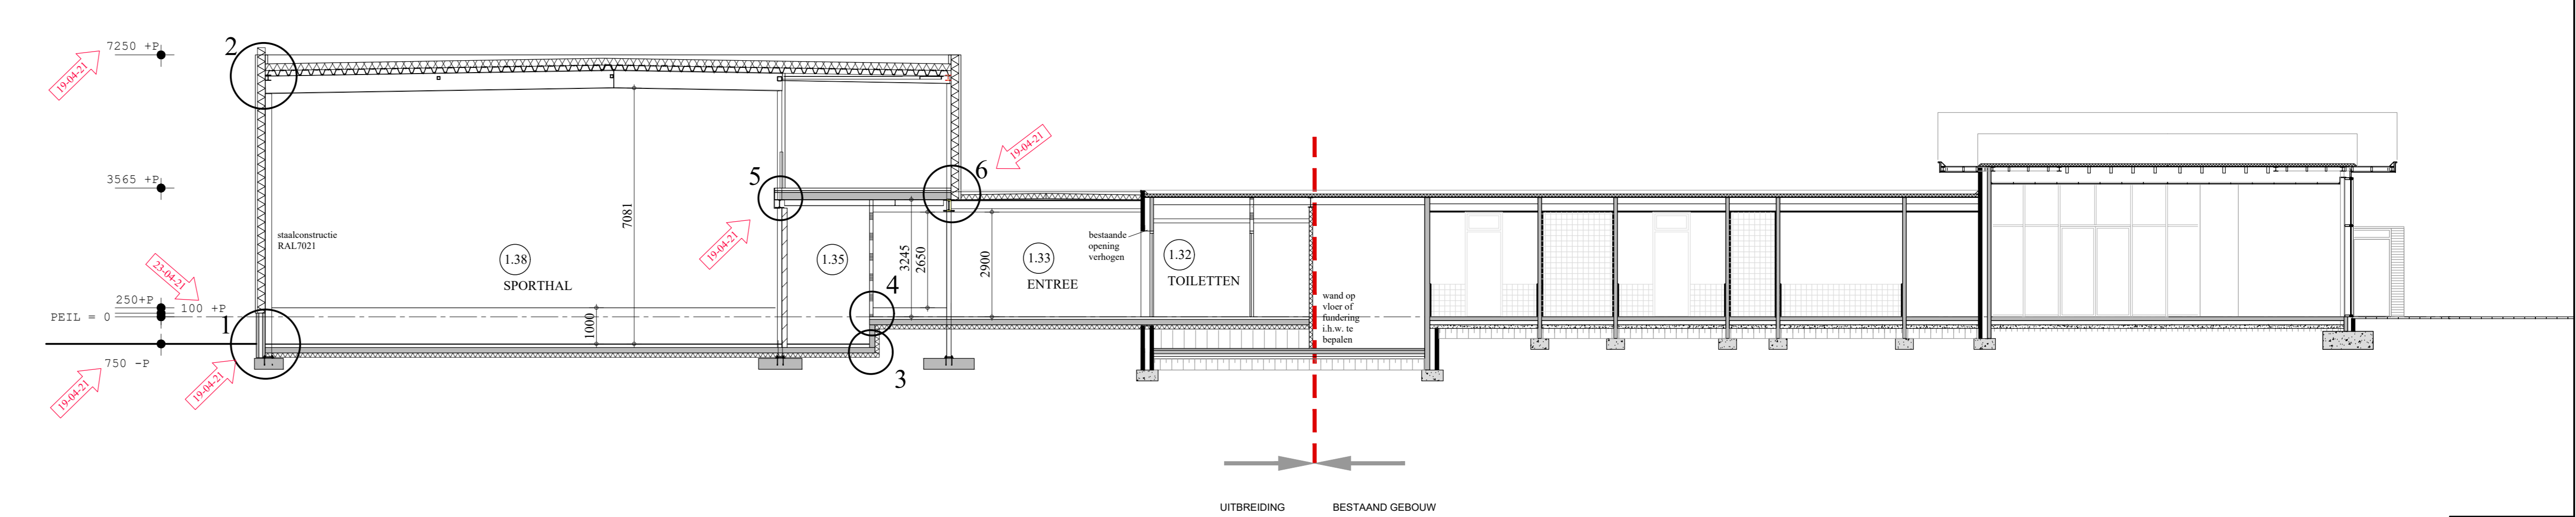 7250 +P
19-04-21
2
3565 +P
5
6
19-04-21
19-04-21
staalconstructie
RAL7021
7081
1.38
SPORTHAL
1.35
3245
2650
2900
1.33
ENTREE
bestaande
opening
verhogen
1.32
TOILETTEN
23-04-21
250+P
100 +P
PEIL = 0
1
1000
4
3
wand op
vloer of
fundering
i.h.w. te
bepalen
750 -P
19-04-21
19-04-21
UITBREIDING
BESTAAND GEBOUW